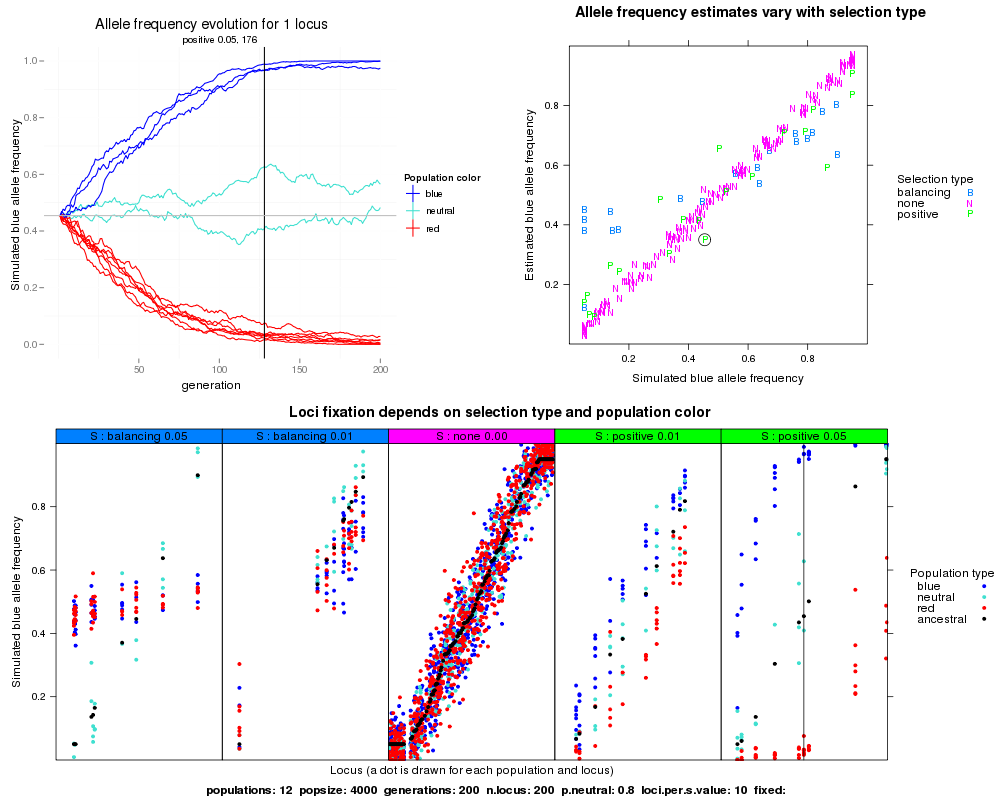 Allele frequency evolution for 1 locus
positive 0.05, 176
Simulated blue allele frequency
1.0
0.8
0.6
0.4
0.2
0.0
50
100
150
200
generation
Population color
blue
neutral
red
Allele frequency estimates vary with selection type
Estimated blue allele frequency
0.8
0.6
0.4
0.2
0.2
0.4
0.6
0.8
Simulated blue allele frequency
Selection type
balancing B
none N
positive P
Loci fixation depends on selection type and population color
S : balancing 0.05
S : balancing 0.01
S : none 0.00
S : positive 0.01
S : positive 0.05
Simulated blue allele frequency
0.8
0.6
0.4
0.2
Locus (a dot is drawn for each population and locus)
Population type
blue
neutral
red
ancestral
populations: 12 popsize: 4000 generations: 200 n.locus: 200 p.neutral: 0.8 loci.per.s.value: 10 fixed: